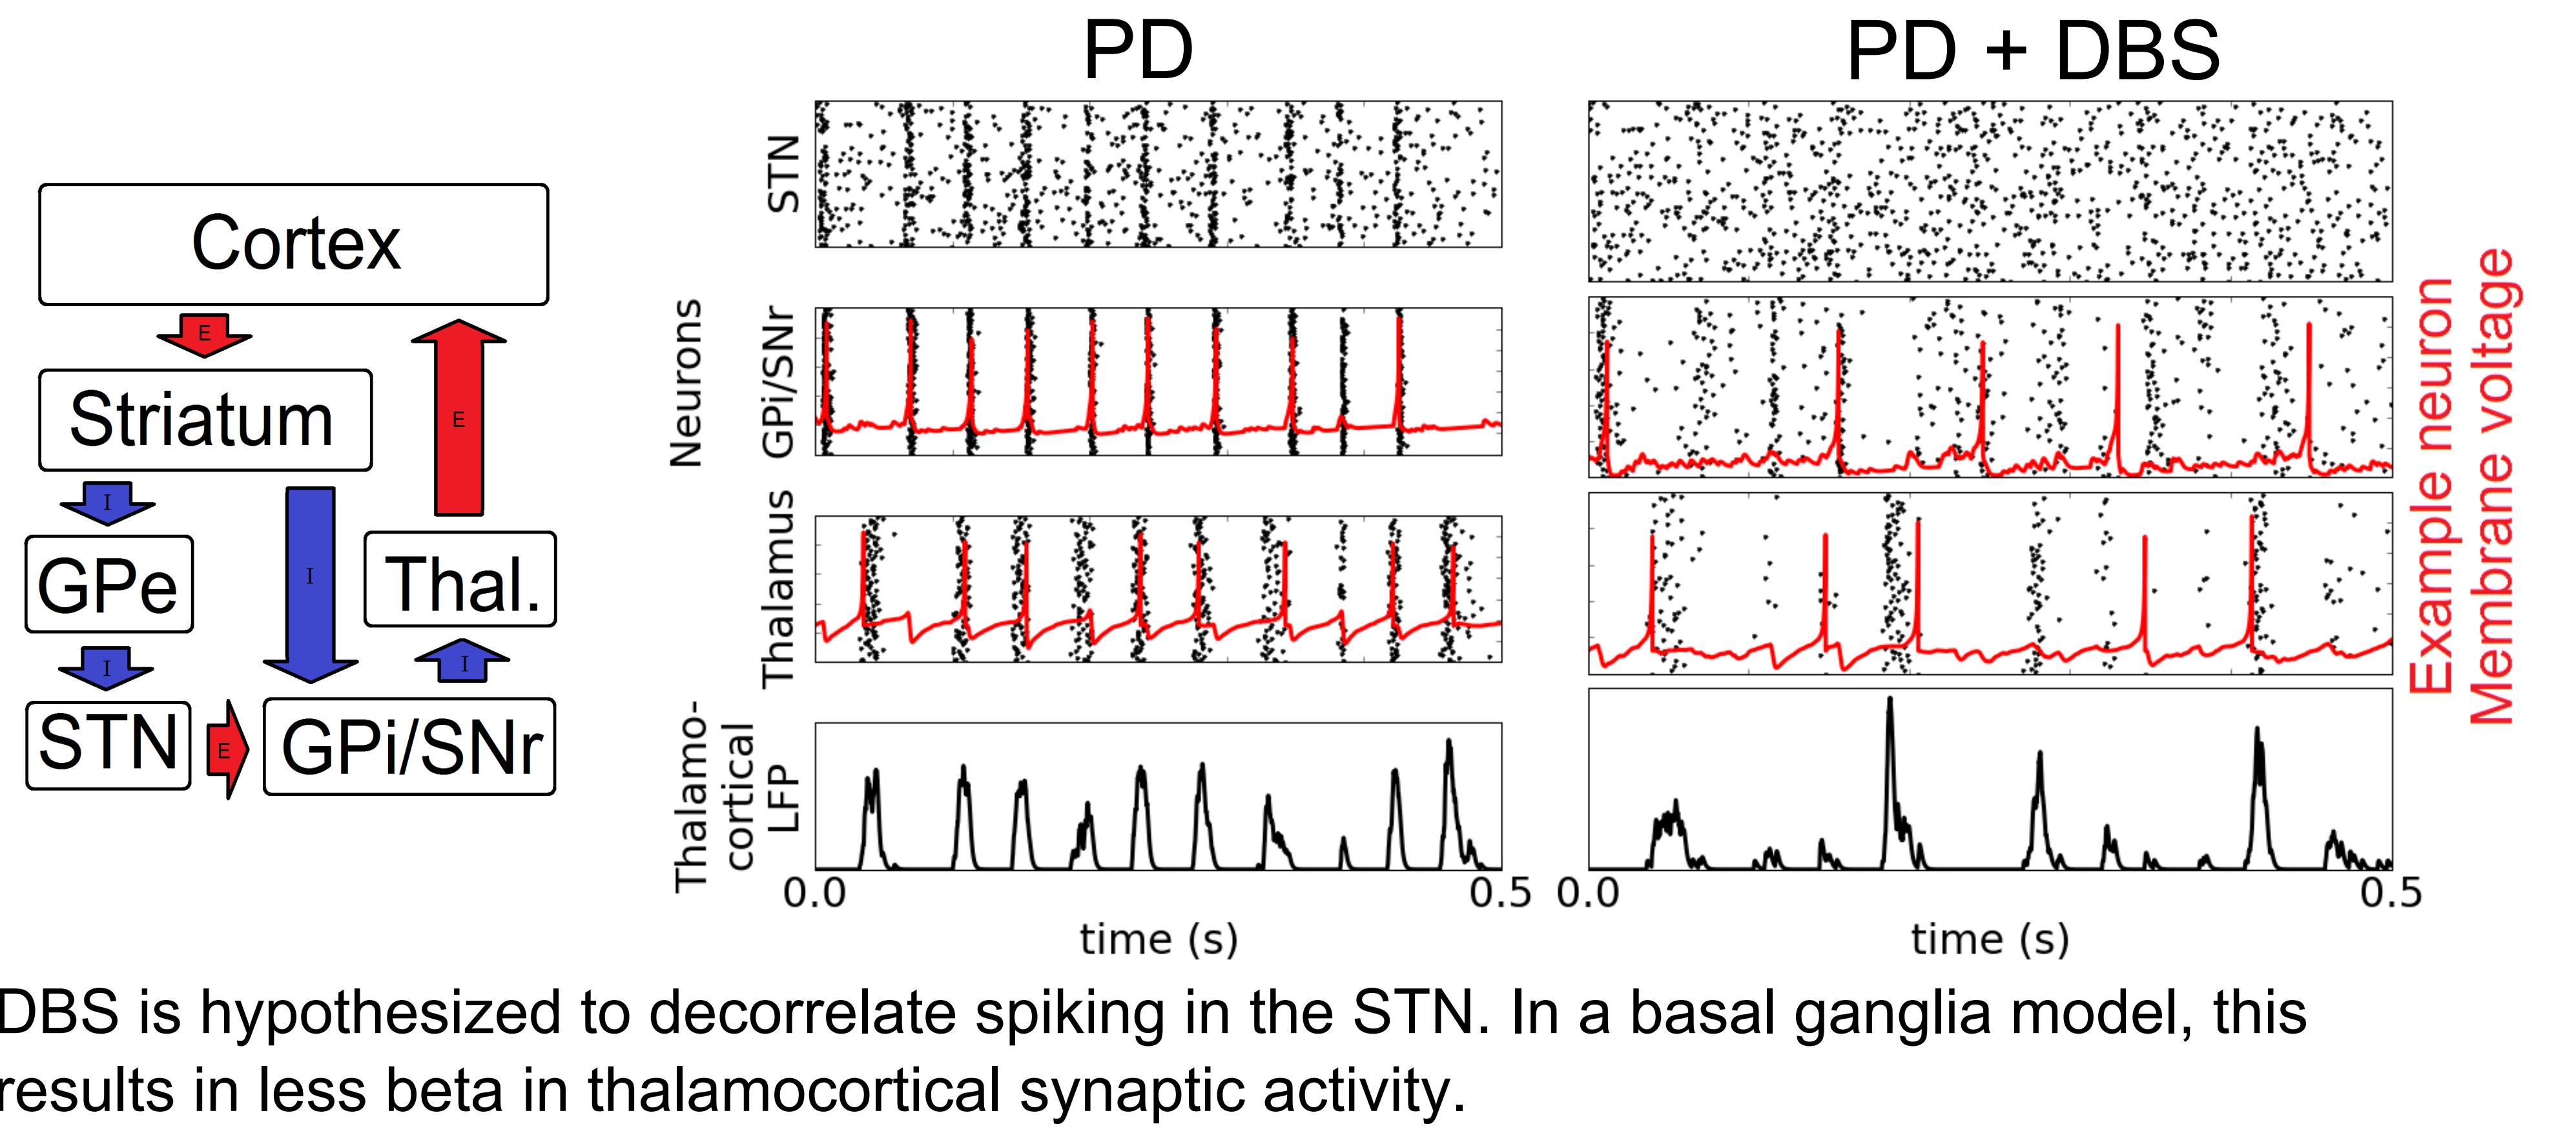 PD
PD + DBS
Cortex
E
E
Striatum
I
I
GPe
Thal.
I
I
STN
E
GPi/SNr
Neurons
STN
GPi/SNr
Thalamus
Thalamo-
cortical
LFP
0.0
0.5
0.0
0.5
time (s)
time (s)
Example neuron
Membrane voltage
DBS is hypothesized to decorrelate spiking in the STN. In a basal ganglia model, this
results in less beta in thalamocortical synaptic activity.